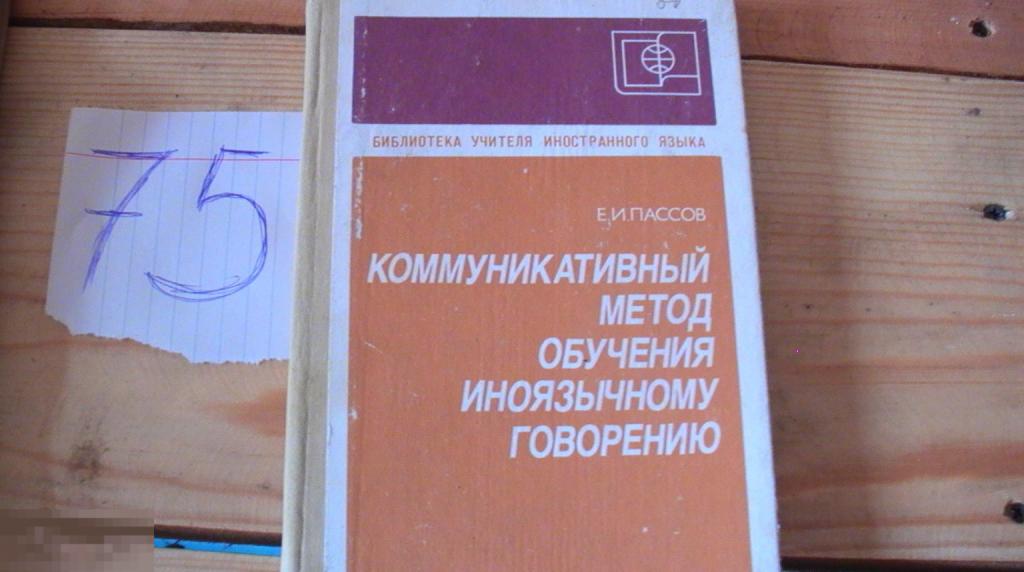 75
БИБЛИОТЕКА УЧИТЕЛЯ ИНОСТРАННОГО ЯЗЫКА
Е.И.ПАССОВ
КОММУНИКАТИВНЫЙ
МЕТОД
ОБУЧЕНИЯ
ИНОЯЗЫЧНОМУ
ГОВОРЕНИЮ